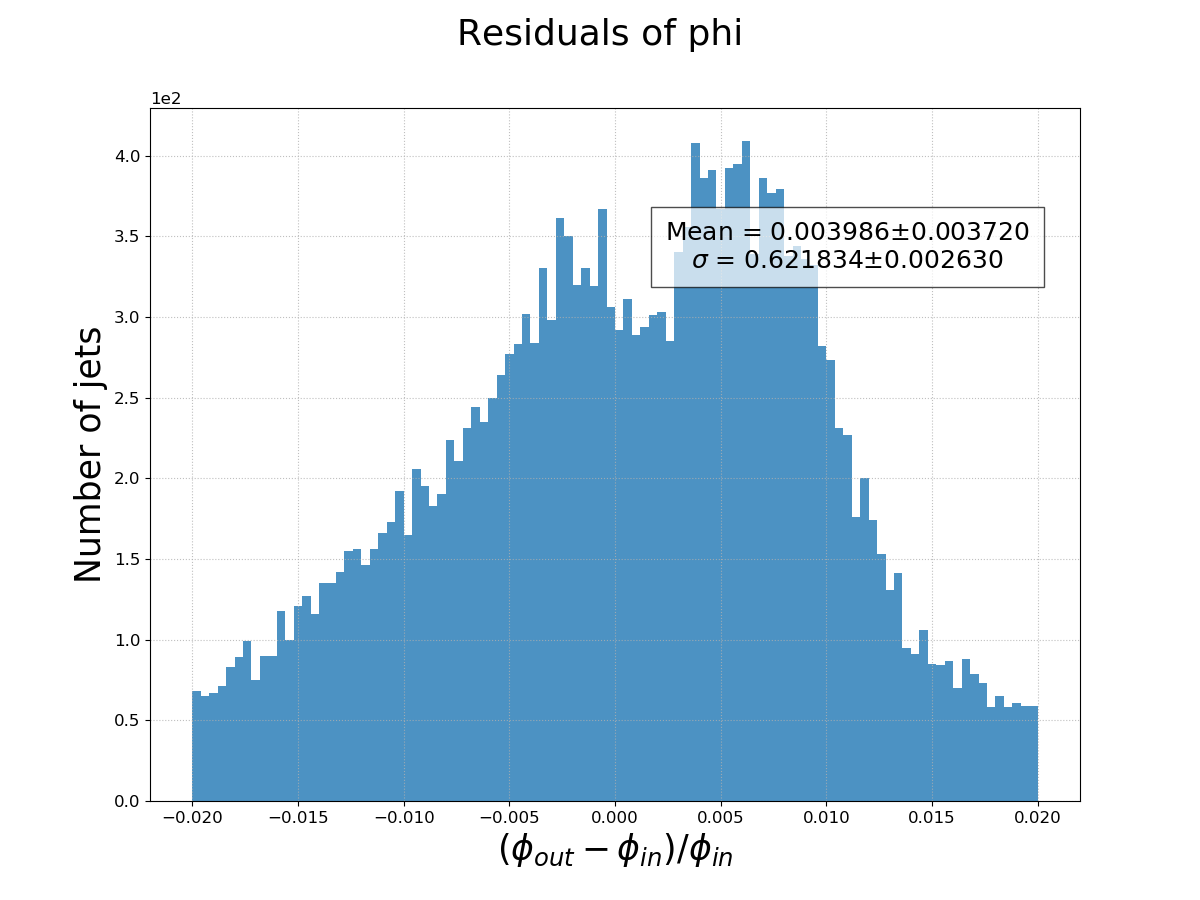 Residuals of phi
1e2
4.0
3.5
3.0
2.5
2.0
1.5
1.0
0.5
0.0
Number of jets
Mean = 0.003986±0.003720
σ = 0.621834±0.002630
−0.020 −0.015 −0.010 −0.005 0.000 0.005 0.010 0.015 0.020
(ϕout − ϕin)/ϕin